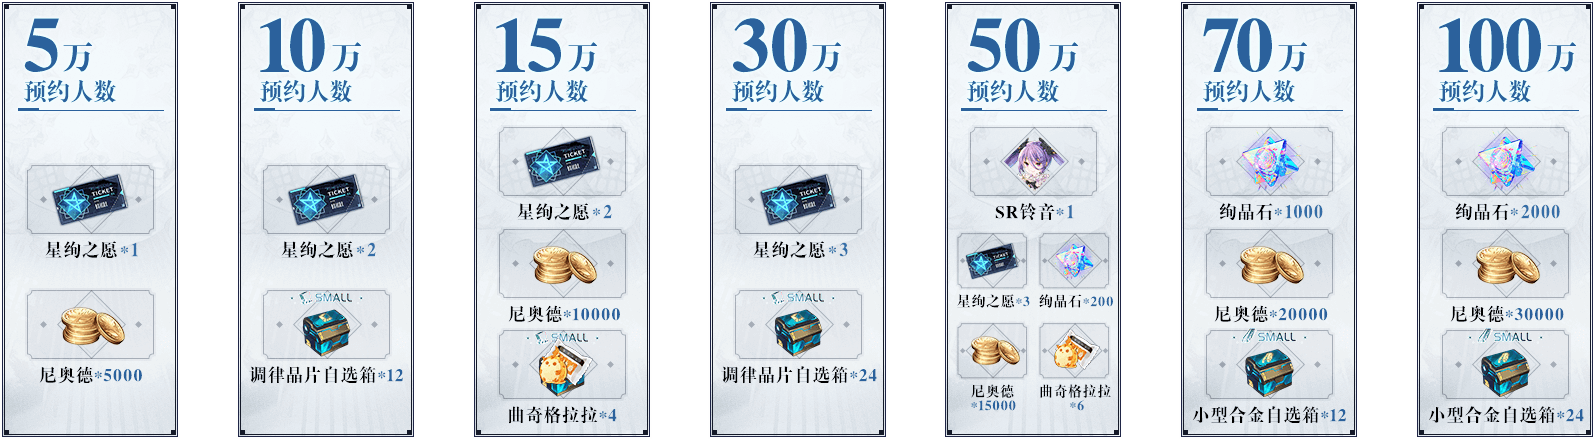 5万
预约人数
TICKET
星绚之愿*1
尼奥德*5000
10万
预约人数
TICKET
星绚之愿*2
SMALL
调律晶片自选箱*12
15万
预约人数
TICKET
星绚之愿*2
尼奥德*10000
SMALL
曲奇格拉拉*4
30万
预约人数
TICKET
星绚之愿*3
SMALL
调律晶片自选箱*24
50万
预约人数
SR铃音*1
星绚之愿*3
绚晶石*200
尼奥德
*15000
曲奇格拉拉
*6
70万
预约人数
绚晶石*1000
尼奥德*20000
SMALL
小型合金自选箱*12
100万
预约人数
绚晶石*2000
尼奥德*30000
SMALL
小型合金自选箱*24